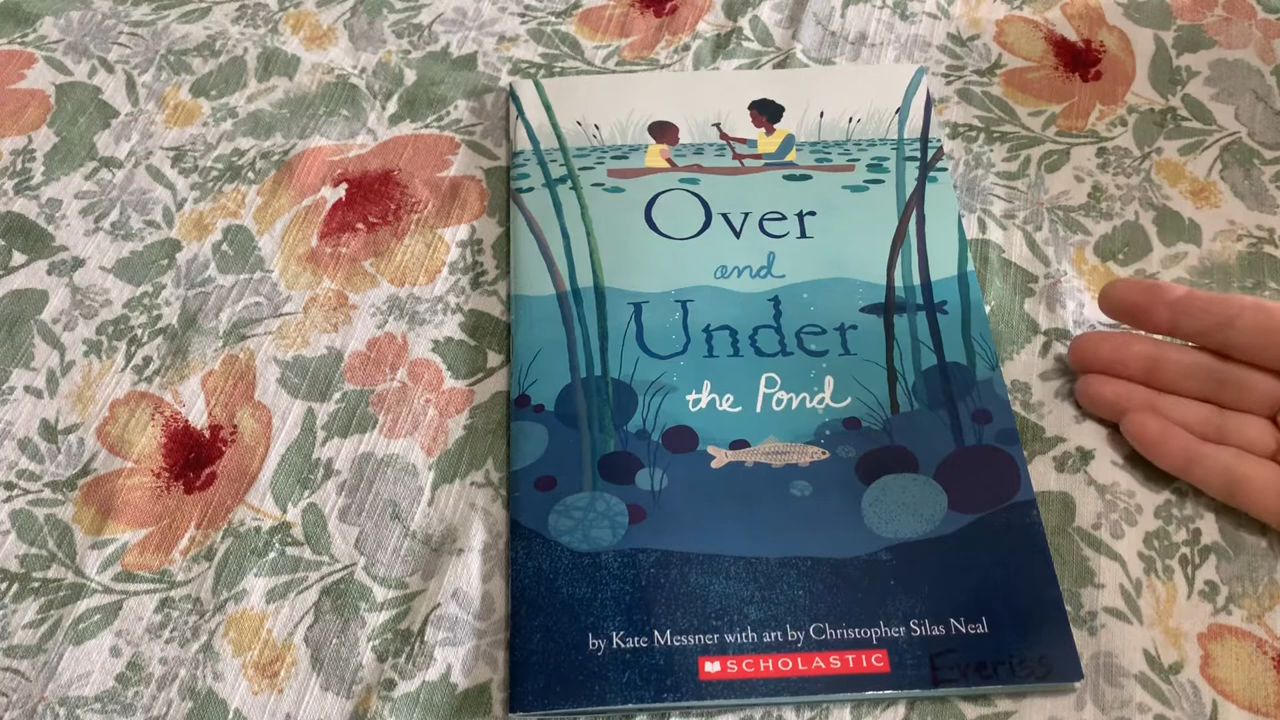 Over
and
Under
the Pond
by Kate Messner with art by Christopher Silas Neal
SCHOLASTIC
Everiss